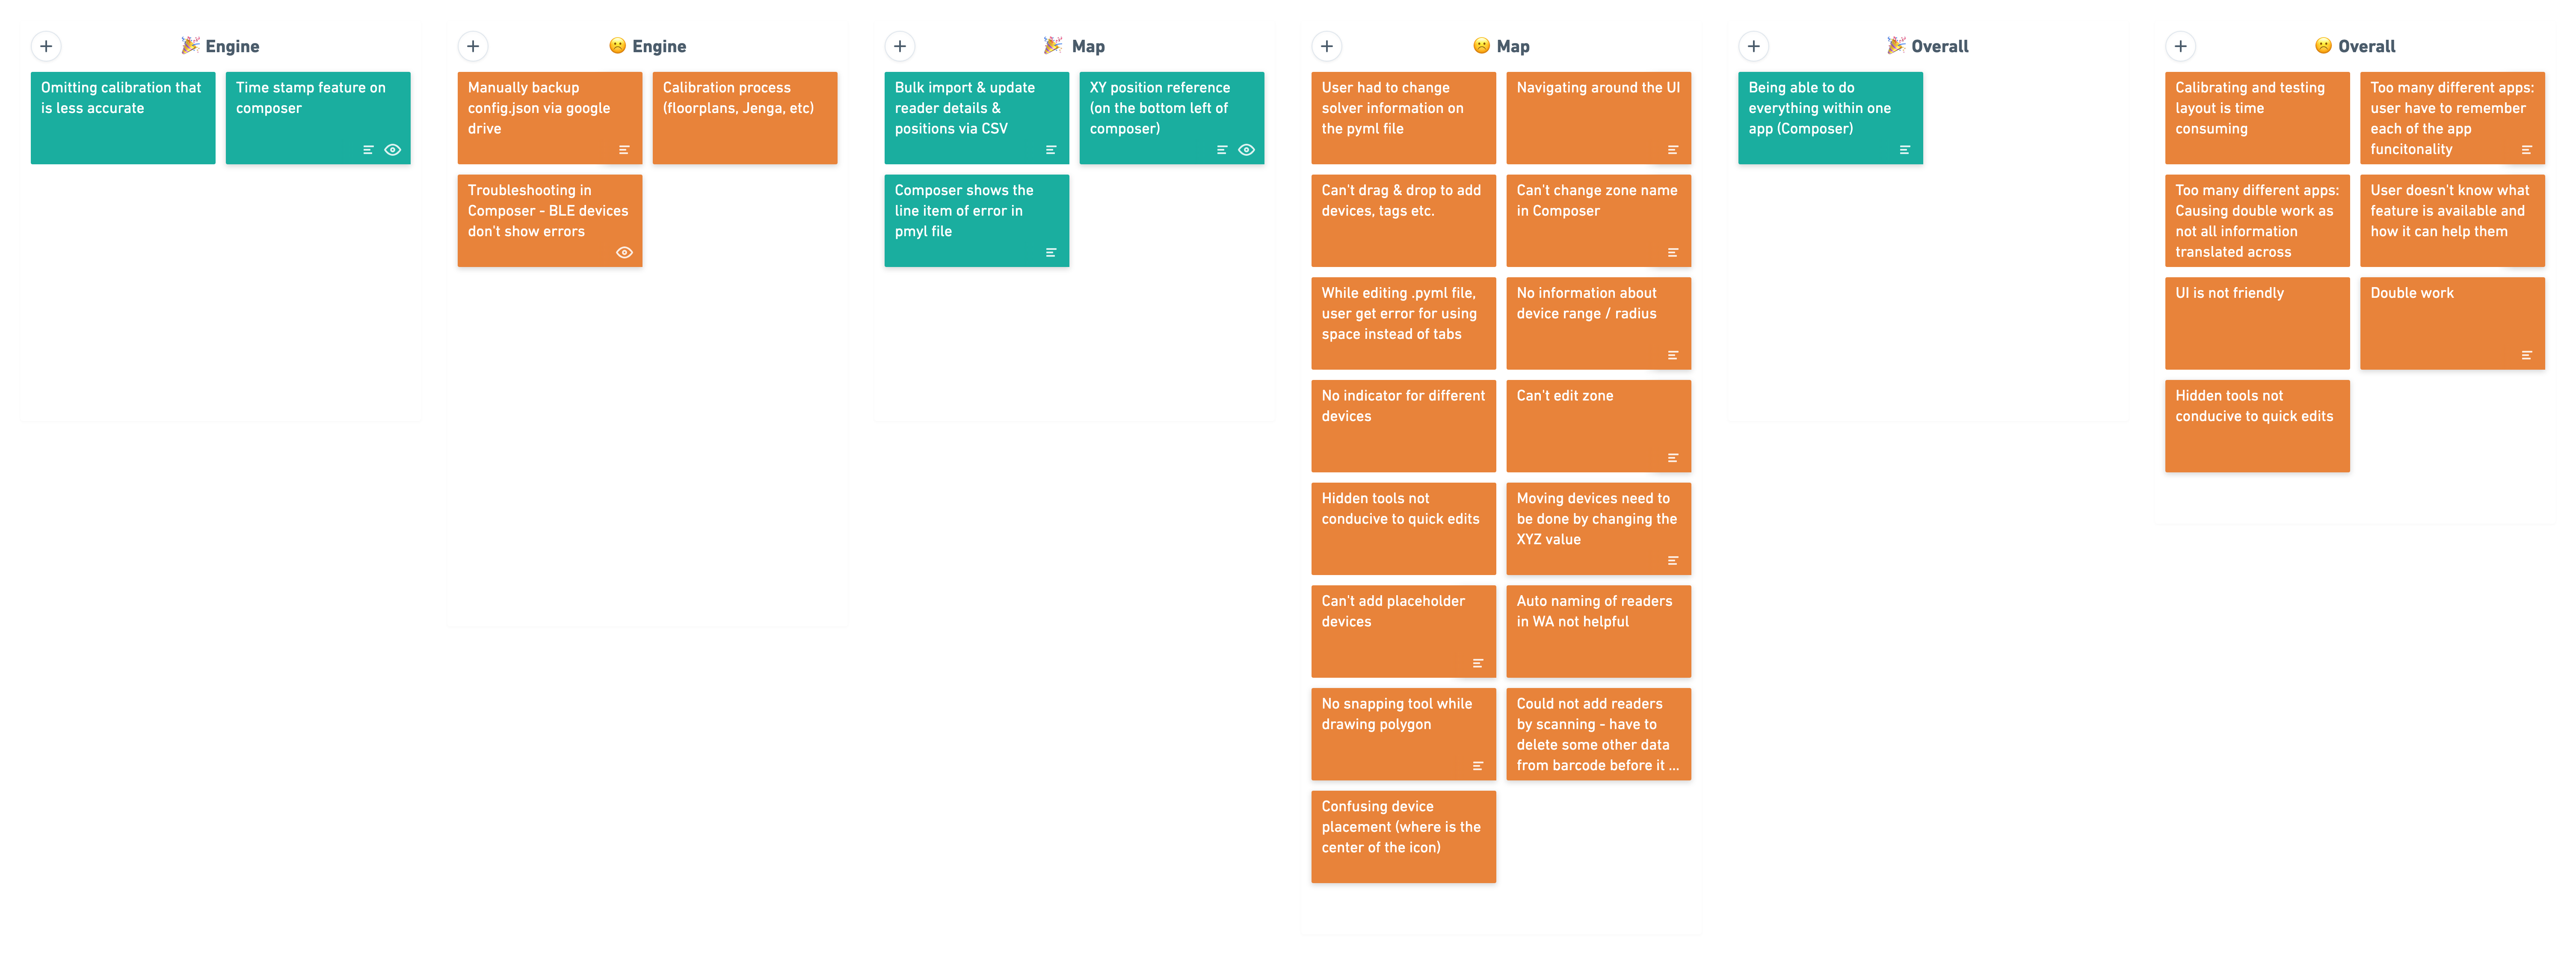 Engine
Omitting calibration that
is less accurate
Time stamp feature on
composer
Engine
Manually backup
config.json via google
drive
Calibration process
(floorplans, Jenga, etc)
Troubleshooting in
Composer - BLE devices
don't show errors
Map
Bulk import & update
reader details &
positions via CSV
XY position reference
(on the bottom left of
composer)
Composer shows the
line item of error in
pmyl file
Map
User had to change
solver information on
the pyml file
Navigating around the UI
Can't drag & drop to add
devices, tags etc.
Can't change zone name
in Composer
While editing .pyml file,
user get error for using
space instead of tabs
No information about
device range / radius
No indicator for different
devices
Can't edit zone
Hidden tools not
conducive to quick edits
Moving devices need to
be done by changing the
XYZ value
Can't add placeholder
devices
Auto naming of readers
in WA not helpful
No snapping tool while
drawing polygon
Could not add readers
by scanning - have to
delete some other data
from barcode before it ...
Confusing device
placement (where is the
center of the icon)
Overall
Being able to do
everything within one
app (Composer)
Overall
Calibrating and testing
layout is time
consuming
Too many different apps:
user have to remember
each of the app
funcitonality
Too many different apps:
Causing double work as
not all information
translated across
User doesn't know what
feature is available and
how it can help them
UI is not friendly
Double work
Hidden tools not
conducive to quick edits